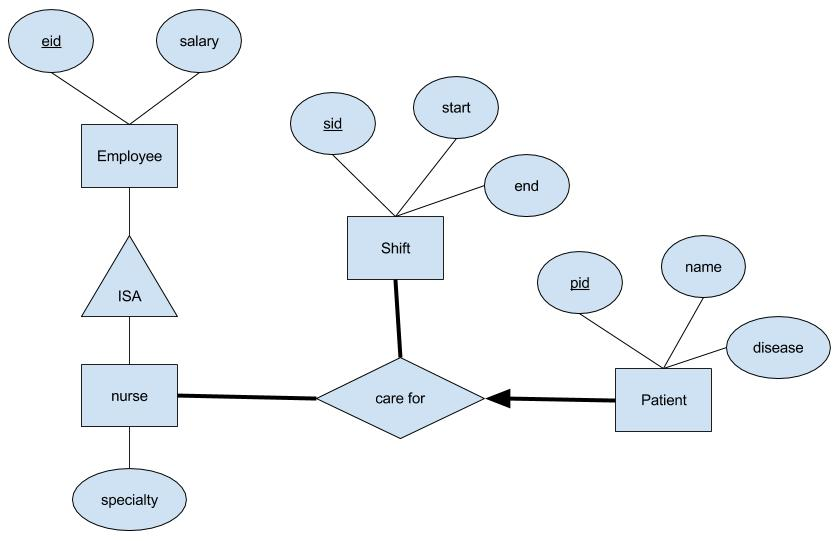 eid
salary
Employee
ISA
nurse
specialty
sid
start
end
Shift
care for
pid
name
disease
Patient